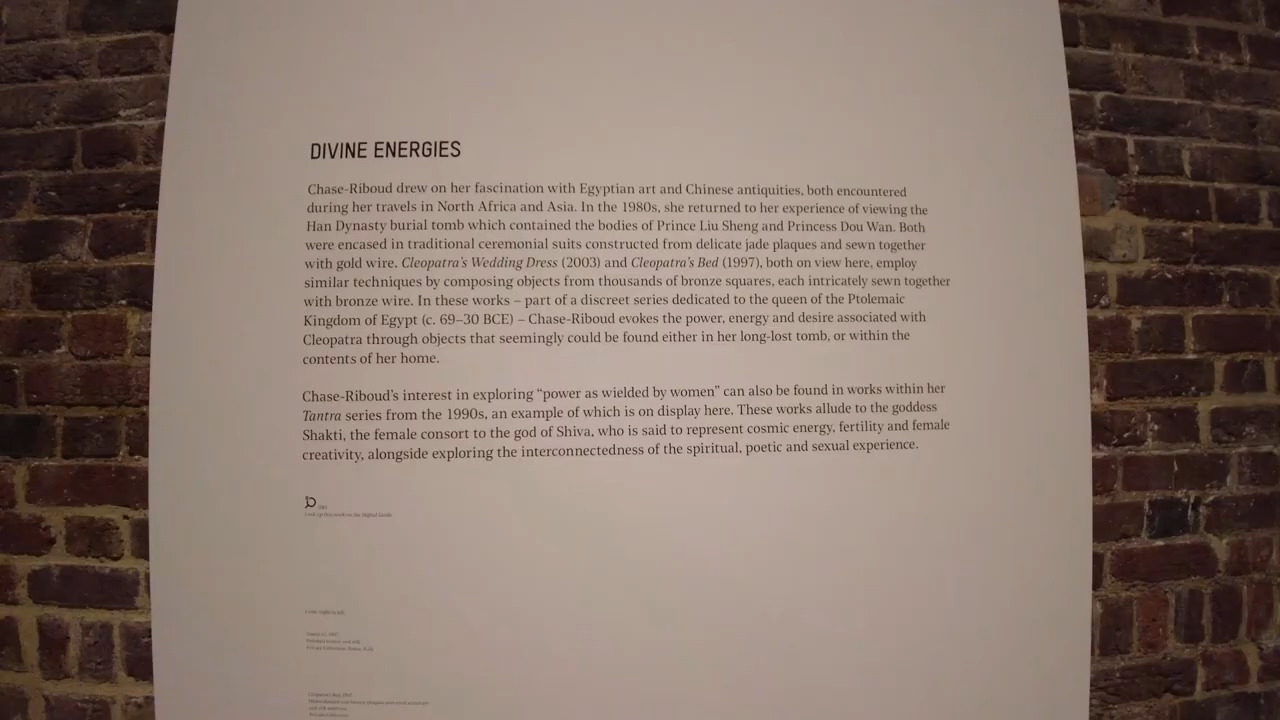 DIVINE ENERGIES
Chase-Riboud drew on her fascination with Egyptian art and Chinese antiquities, both encountered
during her travels in North Africa and Asia. In the 1980s, she returned to her experience of viewing the
Han Dynasty burial tomb which contained the bodies of Prince Liu Sheng and Princess Dou Wan. Both
were encased in traditional ceremonial suits constructed from delicate jade plaques and sewn together
with gold wire. Cleopatra's Wedding Dress (2003) and Cleopatra's Bed (1997), both on view here, employ
similar techniques by composing objects from thousands of bronze squares, each intricately sewn together
with bronze wire. In these works – part of a discreet series dedicated to the queen of the Ptolemaic
Kingdom of Egypt (c. 69–30 BCE) – Chase-Riboud evokes the power, energy and desire associated with
Cleopatra through objects that seemingly could be found either in her long-lost tomb, or within the
contents of her home.
Chase-Riboud's interest in exploring “power as wielded by women” can also be found in works within her
Tantra series from the 1990s, an example of which is on display here. These works allude to the goddess
Shakti, the female consort to the god of Shiva, who is said to represent cosmic energy, fertility and female
creativity, alongside exploring the interconnectedness of the spiritual, poetic and sexual experience.
on the Digital Guide